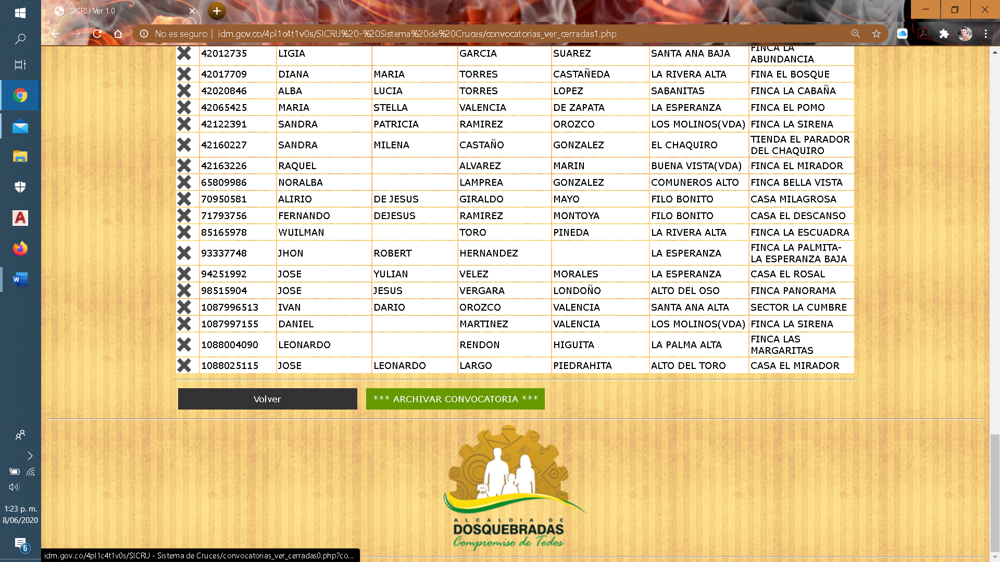 SICRU Ver 1.0
No es seguro | idm.gov.co/4pl1c4t1v0s/SICRU%20-%20Sistema%20de%20Cruces/convocatorias_ver_cerradas1.php
42012735 LIGIA GARCIA SUAREZ SANTA ANA BAJA FINCA LA
ABUNDANCIA
42017709 DIANA MARIA TORRES CASTAÑEDA LA RIVERA ALTA FINA EL BOSQUE
42020846 ALBA LUCIA TORRES LOPEZ SABANITAS FINCA LA CABAÑA
42065425 MARIA STELLA VALENCIA DE ZAPATA LA ESPERANZA FINCA EL POMO
42122391 SANDRA PATRICIA RAMIREZ OROZCO LOS MOLINOS(VDA) FINCA LA SIRENA
42160227 SANDRA MILENA CASTAÑO GONZALEZ EL CHAQUIRO TIENDA EL PARADOR
DEL CHAQUIRO
42163226 RAQUEL ALVAREZ MARIN BUENA VISTA(VDA) FINCA EL MIRADOR
65809986 NORALBA LAMPREA GONZALEZ COMUNEROS ALTO FINCA BELLA VISTA
70950581 ALIRIO DE JESUS GIRALDO MAYO FILO BONITO CASA MILAGROSA
71793756 FERNANDO DEJESUS RAMIREZ MONTOYA FILO BONITO CASA EL DESCANSO
85165978 WUILMAN TORO PINEDA LA RIVERA ALTA FINCA LA ESCUADRA
93337748 JHON ROBERT HERNANDEZ LA ESPERANZA FINCA LA PALMITA-
LA ESPERANZA BAJA
94251992 JOSE YULIAN VELEZ MORALES LA ESPERANZA CASA EL ROSAL
98515904 JOSE JESUS VERGARA LONDOÑO ALTO DEL OSO FINCA PANORAMA
1087996513 IVAN DARIO OROZCO VALENCIA SANTA ANA ALTA SECTOR LA CUMBRE
1087997155 DANIEL MARTINEZ VALENCIA LOS MOLINOS(VDA) FINCA LA SIRENA
1088004090 LEONARDO RENDON HIGUITA LA PALMA ALTA FINCA LAS
MARGARITAS
1088025115 JOSE LEONARDO LARGO PIEDRAHITA ALTO DEL TORO CASA EL MIRADOR
Volver *** ARCHIVAR CONVOCATORIA ***
ALCALDIA DE
DOSQUEBRADAS
Compromiso de Todos
1:23 p. m.
8/06/2020
6
idm.gov.co/4pl1c4t1v0s/SICRU - Sistema de Cruces/convocatorias_ver_cerradas0.php?co...